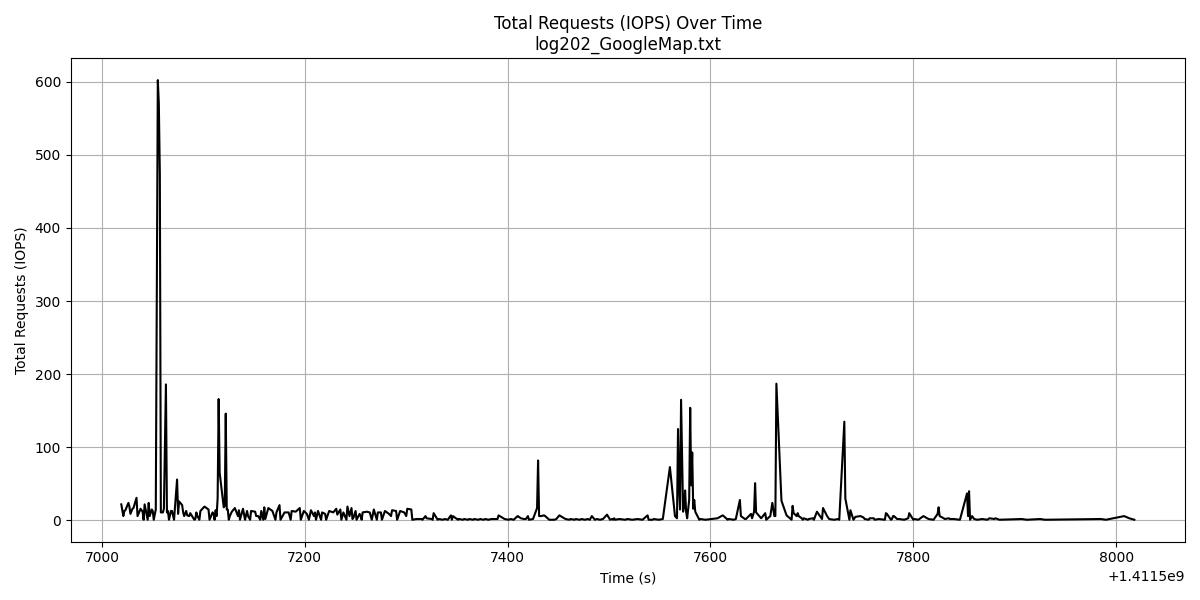 Total Requests (IOPS) Over Time
log202_GoogleMap.txt
Total Requests (IOPS)
600
500
400
300
200
100
0
7000 7200 7400 7600 7800 8000
+1.4115e9
Time (s)